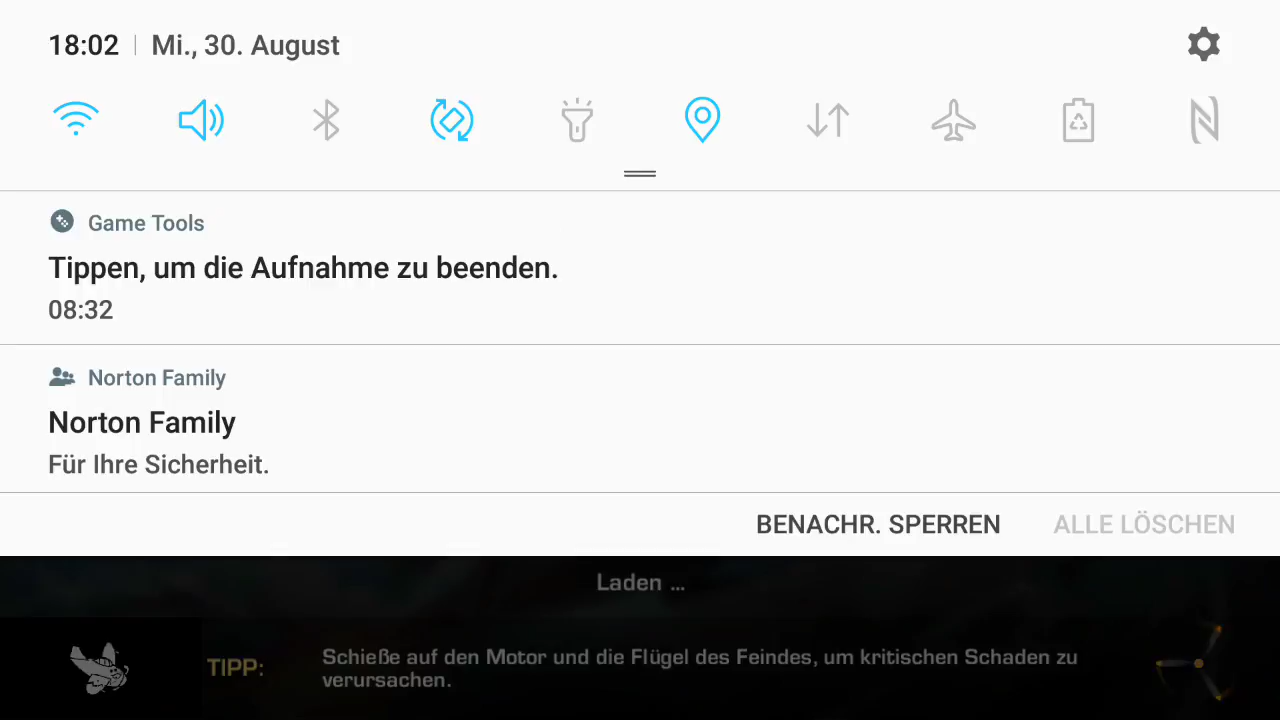 18:02 | Mi., 30. August
Game Tools
Tippen, um die Aufnahme zu beenden.
08:32
Norton Family
Norton Family
Für Ihre Sicherheit.
BENACHR. SPERREN ALLE LÖSCHEN
Laden ...
TIPP: Schieße auf den Motor und die Flügel des Feindes, um kritischen Schaden zu
verursachen.